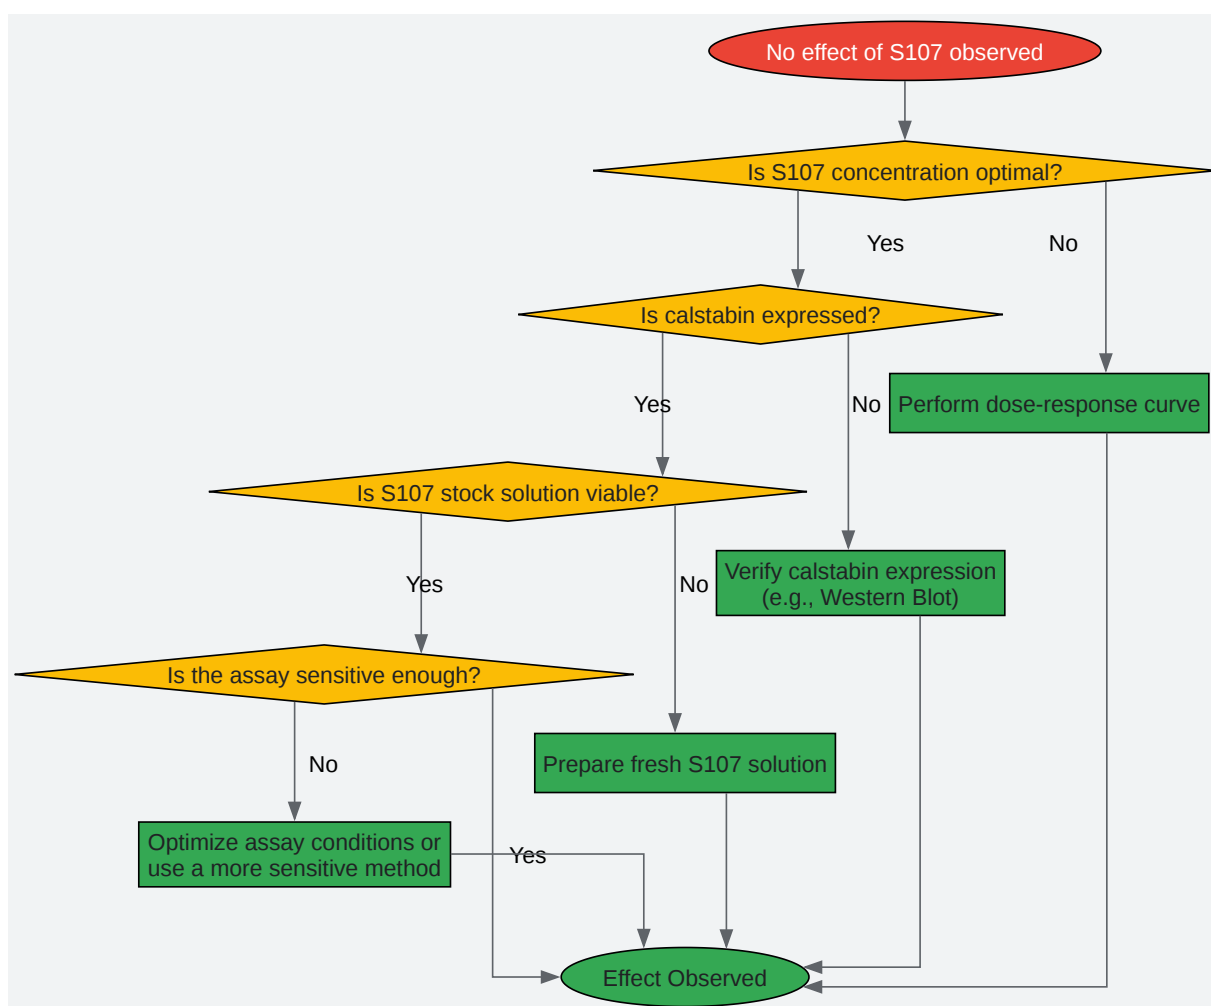 No effect of S107 observed
Is S107 concentration optimal?
Yes
No
Is calstabin expressed?
Yes
No
Perform dose-response curve
Is S107 stock solution viable?
Yes
No
Verify calstabin expression
(e.g., Western Blot)
Is the assay sensitive enough?
No
Prepare fresh S107 solution
Optimize assay conditions or
use a more sensitive method
Yes
Effect Observed